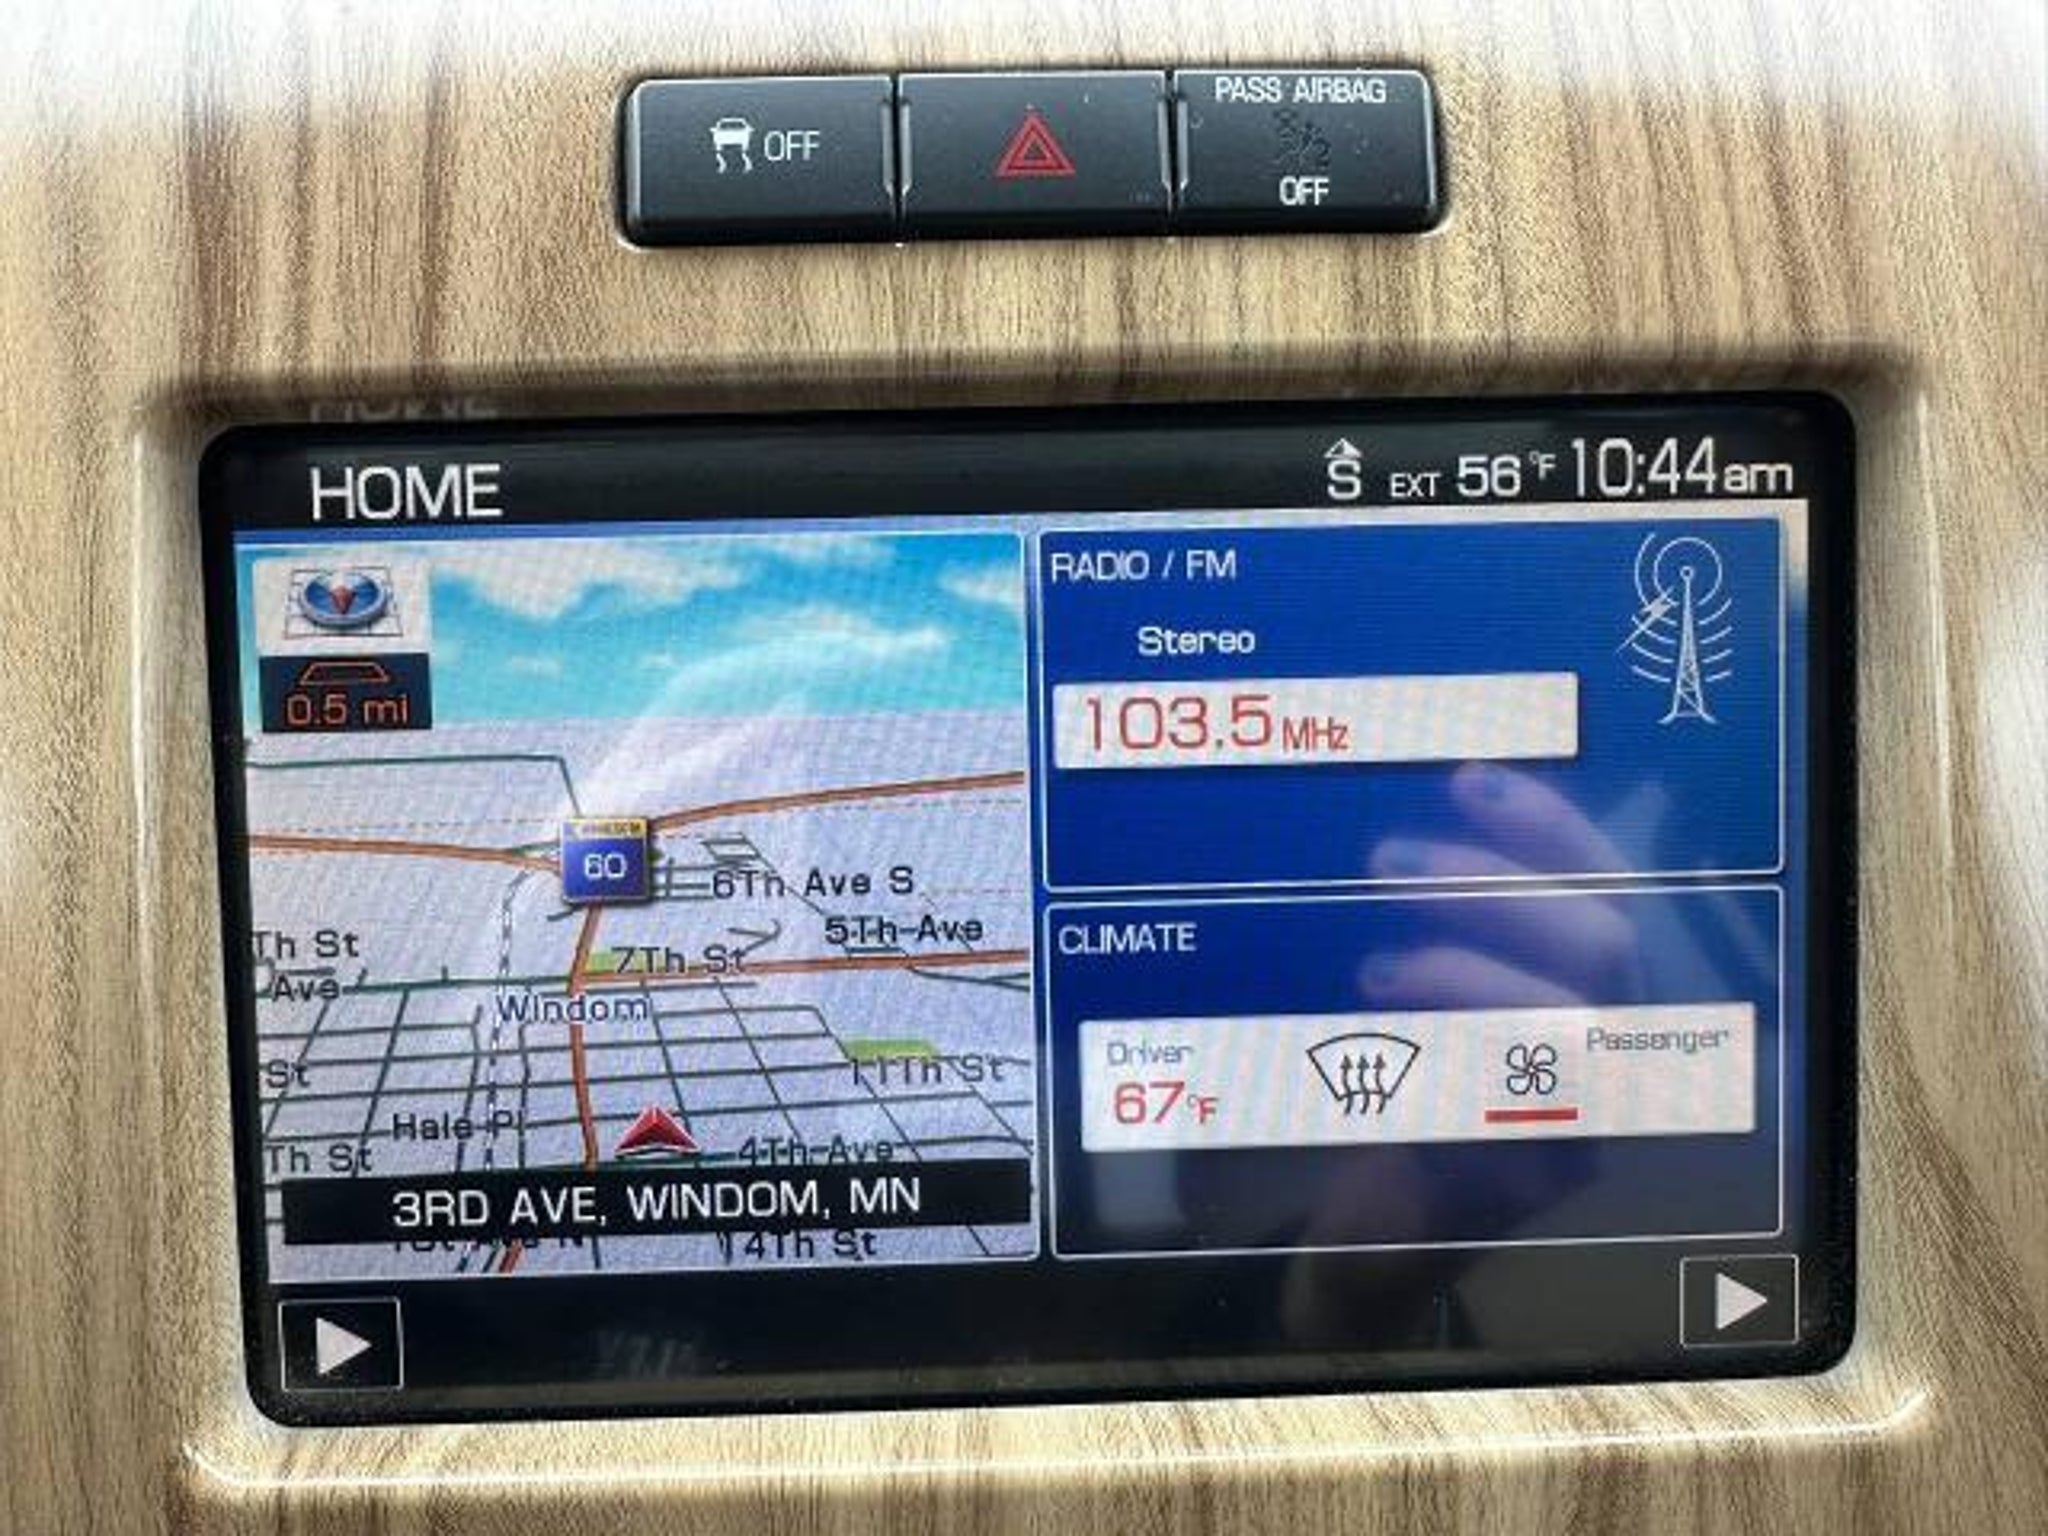 OFF
PASS AIRBAG
OFF
HOME
S EXT 56°F 10:44am
0.5 mi
RADIO / FM
Stereo
103.5 MHz
60
6Th Ave S
5Th Ave
Th St
7Th St
Ave
Windom
11Th St
St
Hale Pl
4Th Ave
Th St
3RD AVE, WINDOM, MN
14Th St
CLIMATE
Driver
Passenger
67°F